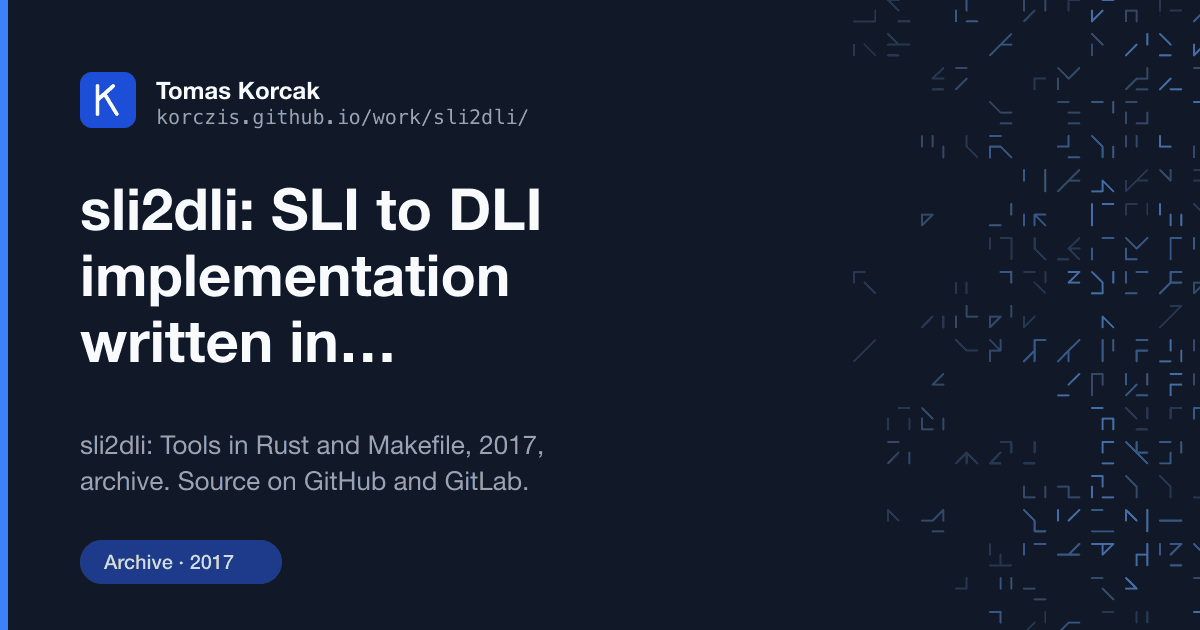 K
Tomas Korcak
korczis.github.io/work/sli2dli/
sli2dli: SLI to DLI
implementation
written in…
sli2dli: Tools in Rust and Makefile, 2017,
archive. Source on GitHub and GitLab.
Archive · 2017